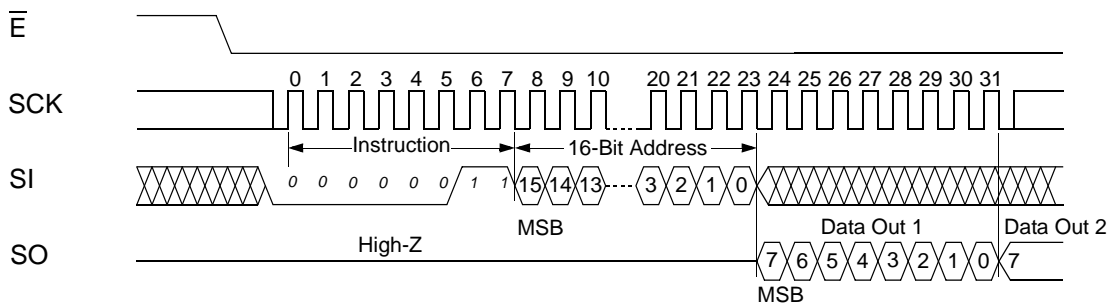 E
SCK 0 1 2 3 4 5 6 7 8 9 10 20 21 22 23 24 25 26 27 28 29 30 31
Instruction 16-Bit Address
SI 0 0 0 0 0 0 1 1 15 14 13 3 2 1 0
MSB Data Out 1 Data Out 2
High-Z
SO 7 6 5 4 3 2 1 0 7
MSB